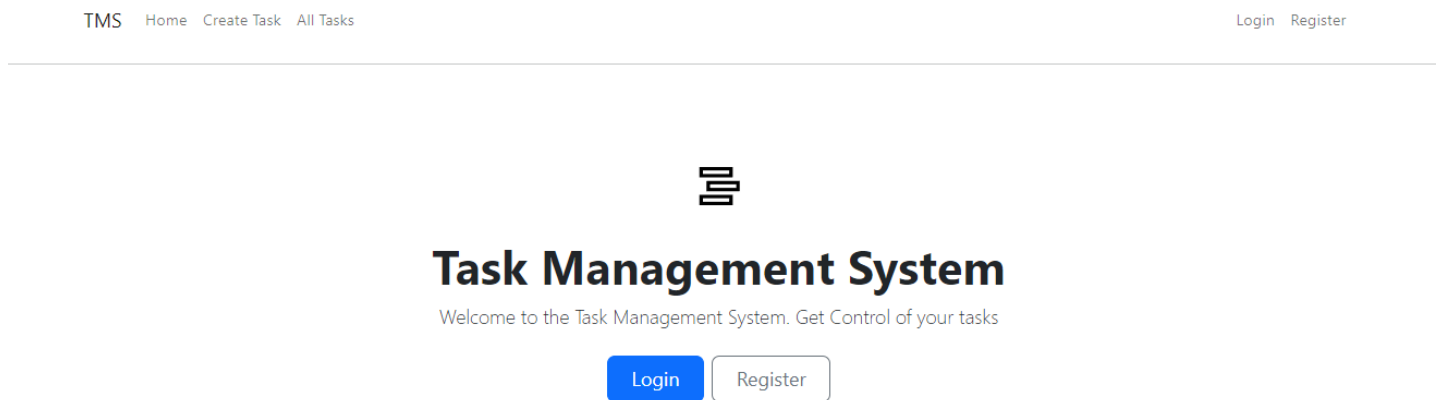 TMS Home Create Task All Tasks Login Register
Task Management System
Welcome to the Task Management System. Get Control of your tasks
Login Register